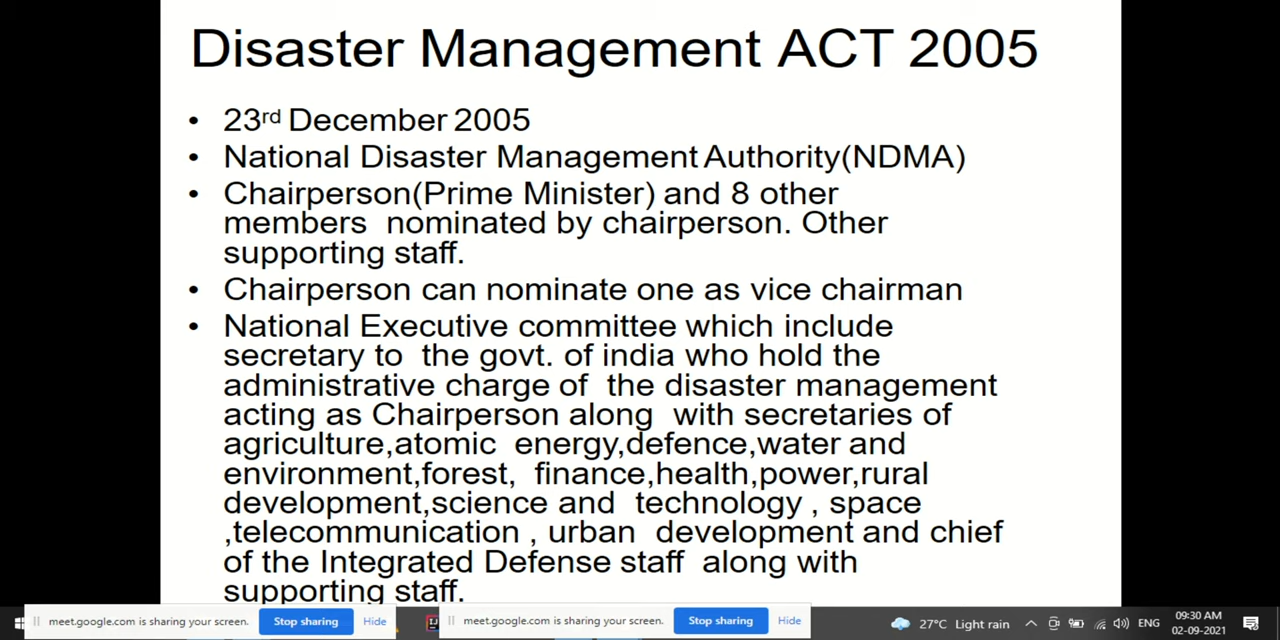 Disaster Management ACT 2005
• 23rd December 2005
• National Disaster Management Authority(NDMA)
• Chairperson(Prime Minister) and 8 other
members nominated by chairperson. Other
supporting staff.
• Chairperson can nominate one as vice chairman
• National Executive committee which include
secretary to the govt. of india who hold the
administrative charge of the disaster management
acting as Chairperson along with secretaries of
agriculture,atomic energy,defence,water and
environment,forest, finance,health,power,rural
development,science and technology , space
,telecommunication , urban development and chief
of the Integrated Defense staff along with
supporting staff.
meet.google.com is sharing your screen. Stop sharing Hide
meet.google.com is sharing your screen. Stop sharing Hide
27°C Light rain
ENG
09:30 AM
02-09-2021